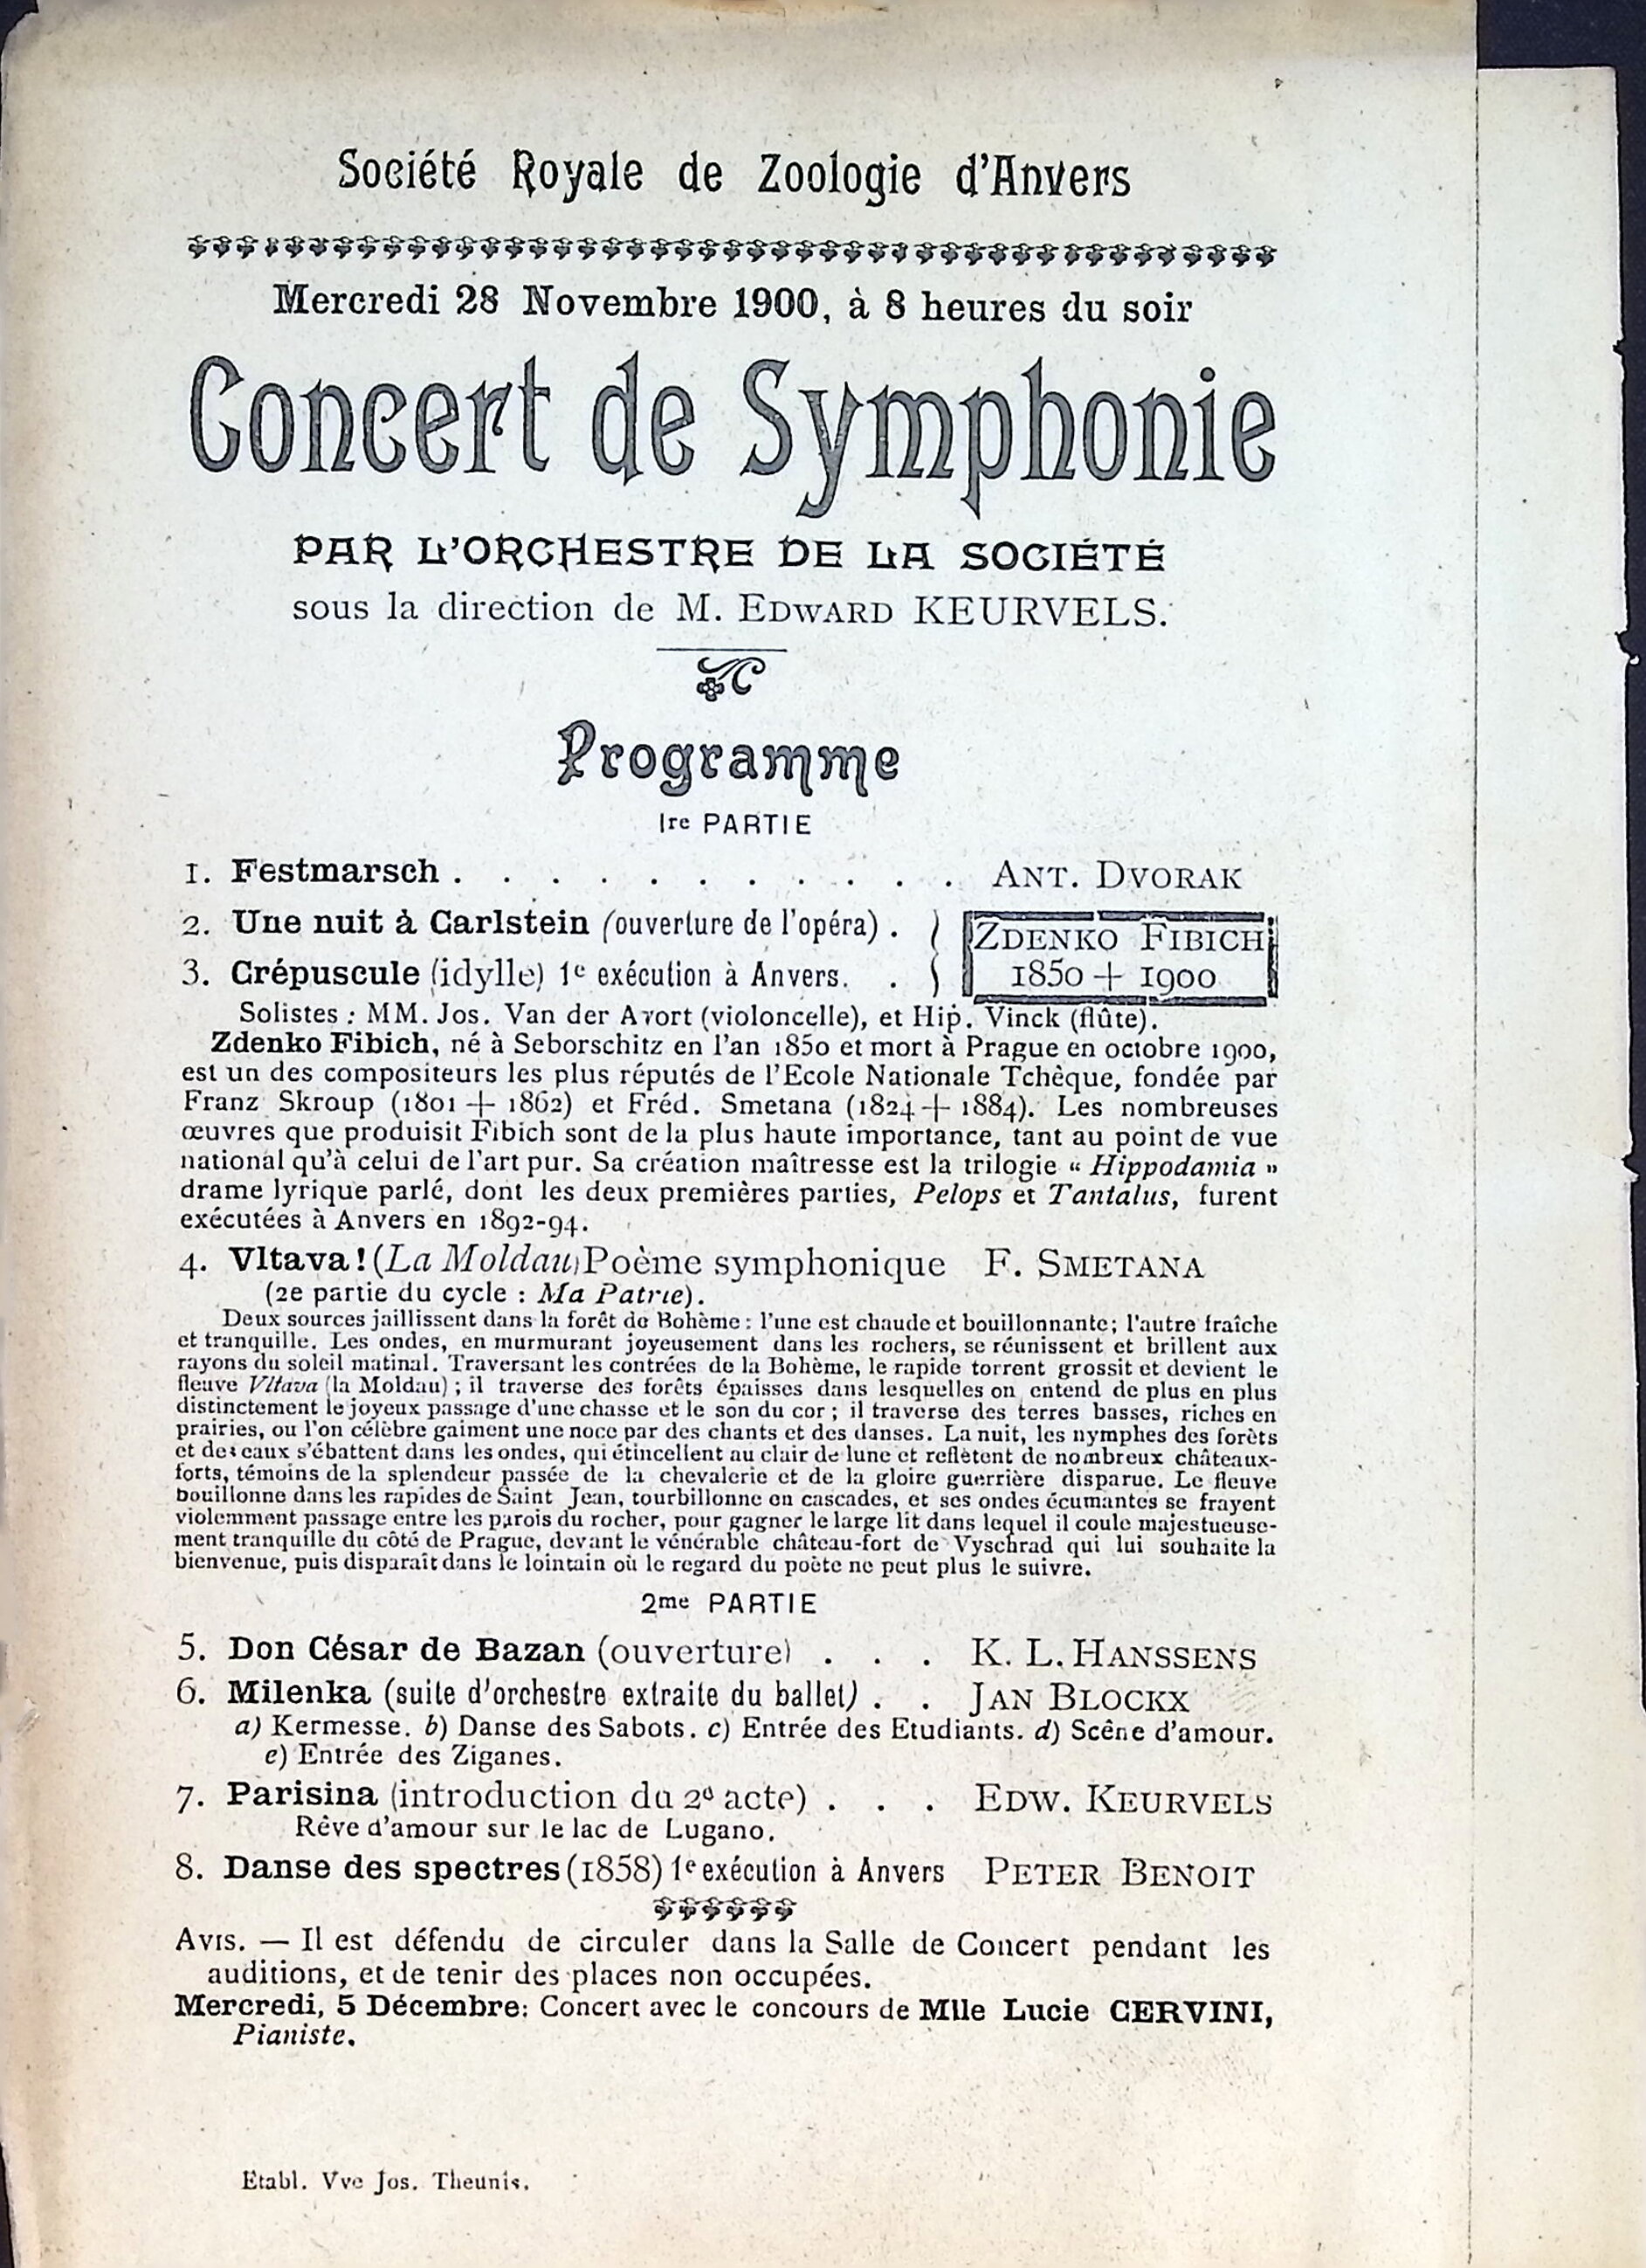 Société Royale de Zoologie d'Anvers
Mercredi 28 Novembre 1900, à 8 heures du soir
Concert de Symphonie
PAR L'ORCHESTRE DE LA SOCIÉTÉ
sous la direction de M. EDWARD KEURVELS.
Programme
1re PARTIE
1. Festmarsch . . . . . . . . . . . ANT. DVORAK
2. Une nuit à Carlstein (ouverture de l'opéra) . } ZDENKO FIBICH
3. Crépuscule (idylle) 1e exécution à Anvers. . } 1850 + 1900
Solistes : MM. Jos. Van der Avort (violoncelle), et Hip. Vinck (flûte).
Zdenko Fibich, né à Seborschitz en l'an 1850 et mort à Prague en octobre 1900,
est un des compositeurs les plus réputés de l'Ecole Nationale Tchèque, fondée par
Franz Skroup (1801 + 1862) et Fréd. Smetana (1824 + 1884). Les nombreuses
œuvres que produisit Fibich sont de la plus haute importance, tant au point de vue
national qu'à celui de l'art pur. Sa création maîtresse est la trilogie « Hippodamia »
drame lyrique parlé, dont les deux premières parties, Pelops et Tantalus, furent
exécutées à Anvers en 1892-94.
4. Vltava! (La Moldau) Poème symphonique F. SMETANA
(2e partie du cycle : Ma Patrie).
Deux sources jaillissent dans la forêt de Bohème : l'une est chaude et bouillonnante; l'autre fraîche
et tranquille. Les ondes, en murmurant joyeusement dans les rochers, se réunissent et brillent aux
rayons du soleil matinal. Traversant les contrées de la Bohème, le rapide torrent grossit et devient le
fleuve Vltava (la Moldau) ; il traverse des forêts épaisses dans lesquelles on entend de plus en plus
distinctement le joyeux passage d'une chasse et le son du cor ; il traverse des terres basses, riches en
prairies, ou l'on célèbre gaiment une noce par des chants et des danses. La nuit, les nymphes des forêts
et des eaux s'ébattent dans les ondes, qui étincellent au clair de lune et reflètent de nombreux châteaux-
forts, témoins de la splendeur passée de la chevalerie et de la gloire guerrière disparue. Le fleuve
bouillonne dans les rapides de Saint Jean, tourbillonne en cascades, et ses ondes écumantes se frayent
violemment passage entre les parois du rocher, pour gagner le large lit dans lequel il coule majestueuse-
ment tranquille du côté de Prague, devant le vénérable château-fort de Vyschrad qui lui souhaite la
bienvenue, puis disparaît dans le lointain où le regard du poète ne peut plus le suivre.
2me PARTIE
5. Don César de Bazan (ouverture) . . . K. L. HANSSENS
6. Milenka (suite d'orchestre extraite du ballet) . . JAN BLOCKX
a) Kermesse. b) Danse des Sabots. c) Entrée des Etudiants. d) Scène d'amour.
e) Entrée des Ziganes.
7. Parisina (introduction du 2d acte) . . . EDW. KEURVELS
Rêve d'amour sur le lac de Lugano.
8. Danse des spectres (1858) 1e exécution à Anvers PETER BENOIT
AVIS. — Il est défendu de circuler dans la Salle de Concert pendant les
auditions, et de tenir des places non occupées.
Mercredi, 5 Décembre: Concert avec le concours de Mlle Lucie CERVINI,
Pianiste.
Etabl. Vve Jos. Theunis.